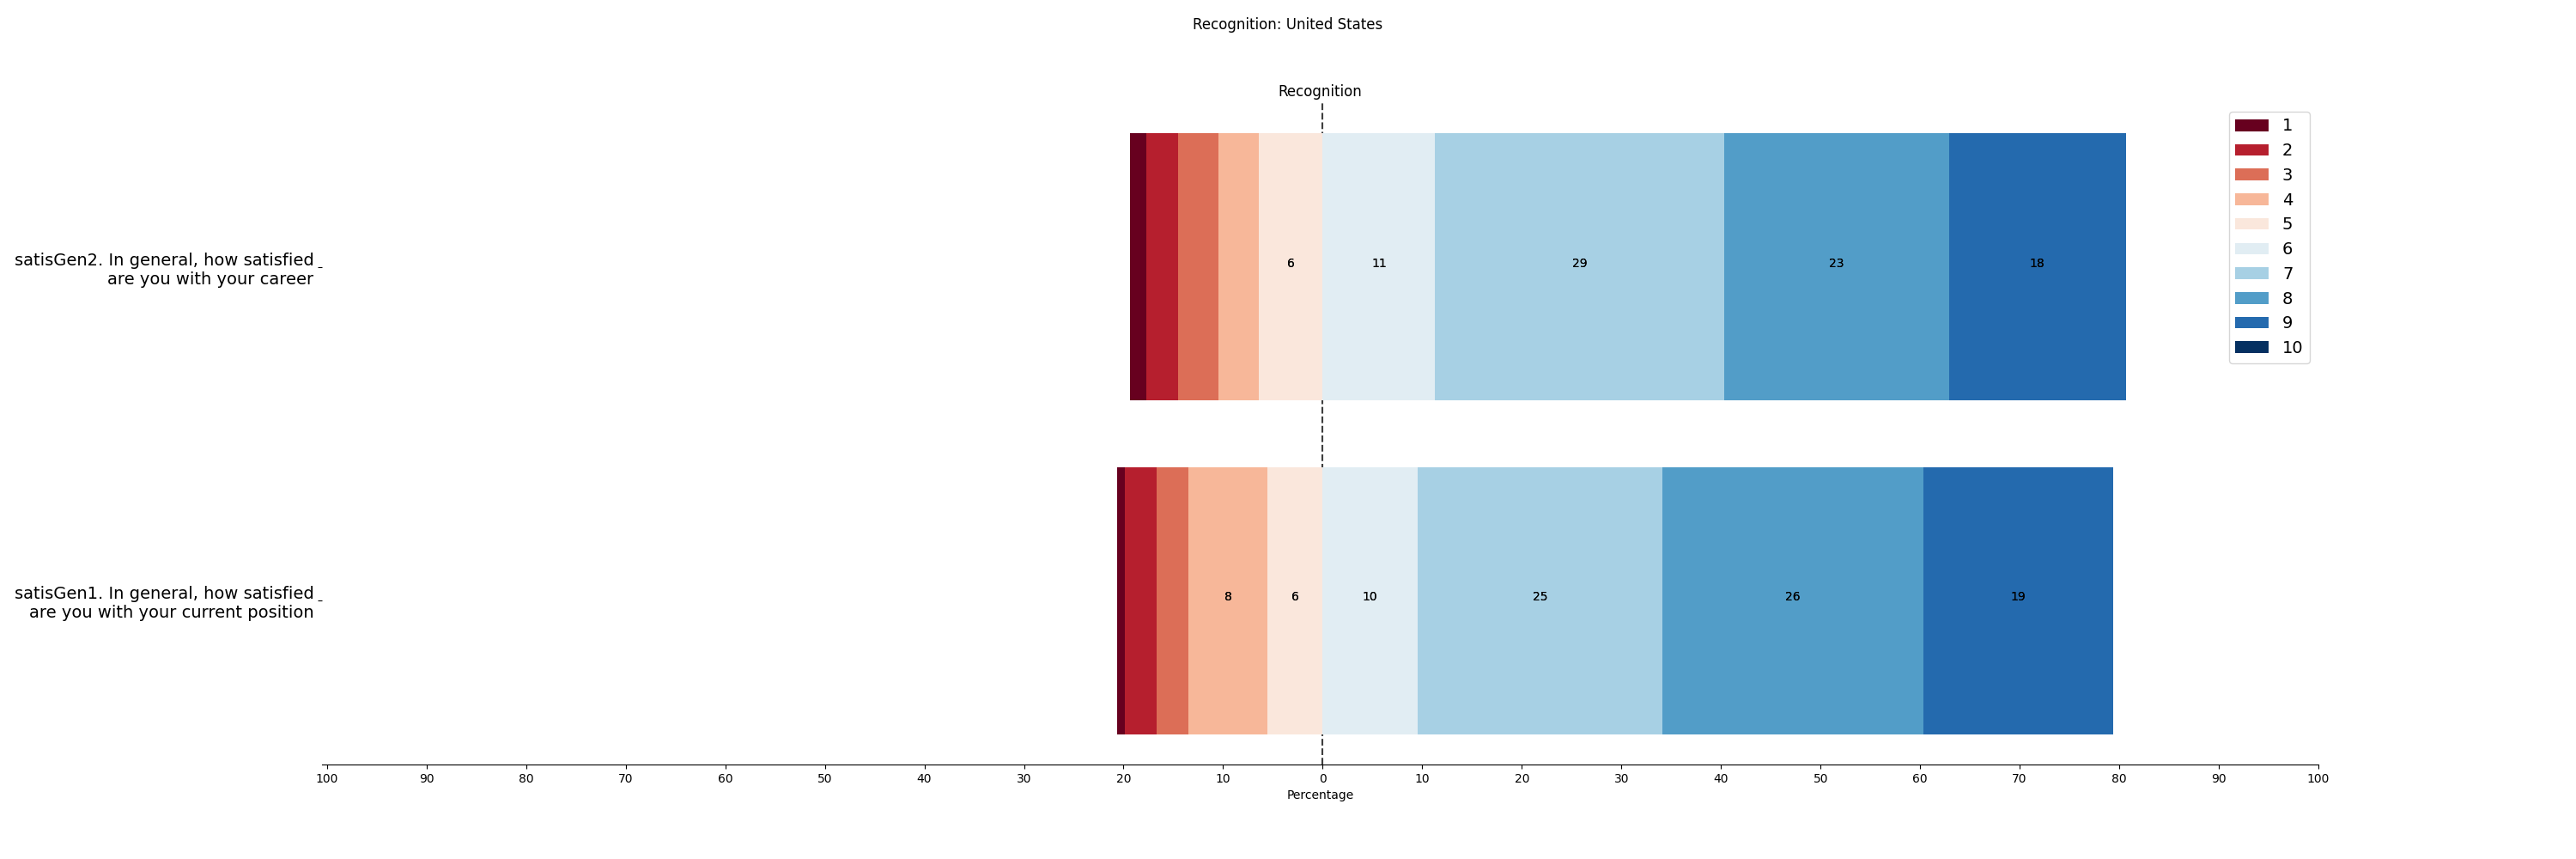 Recognition: United States
Recognition
1
2
3
4
5
6
7
8
9
10
satisGen2. In general, how satisfied
are you with your career
6 11 29 23 18
satisGen1. In general, how satisfied
are you with your current position
8 6 10 25 26 19
100 90 80 70 60 50 40 30 20 10 0 10 20 30 40 50 60 70 80 90 100
Percentage